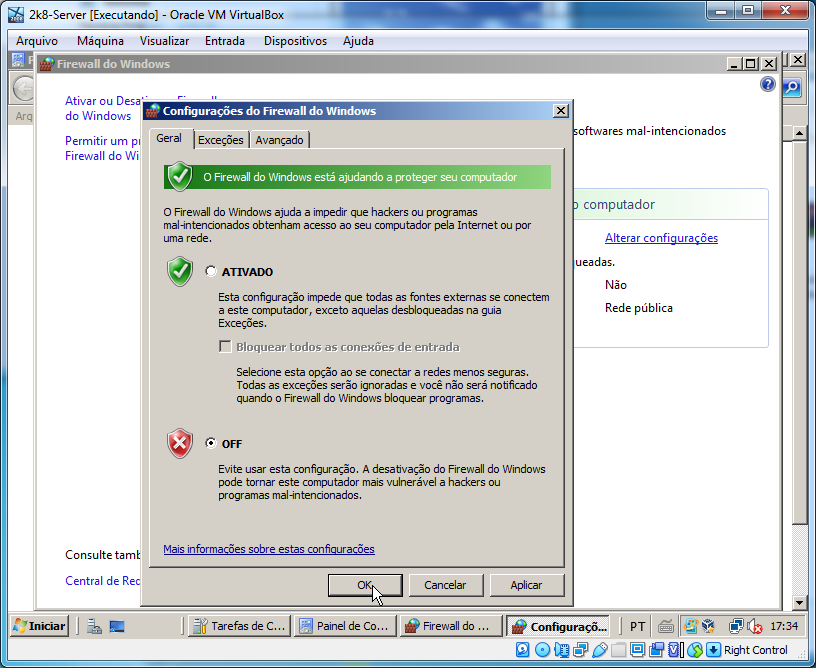 2k8-Server [Executando] - Oracle VM VirtualBox
Arquivo Máquina Visualizar Entrada Dispositivos Ajuda
Firewall do Windows
Arq
Ativar ou Desati
do Windows
Permitir um pr
Firewall do Wi
softwares mal-intencionados
o computador
Alterar configurações
queadas.
Não
Rede pública
Consulte tamb
Central de Rec
Configurações do Firewall do Windows
Geral Exceções Avançado
O Firewall do Windows está ajudando a proteger seu computador
O Firewall do Windows ajuda a impedir que hackers ou programas
mal-intencionados obtenham acesso ao seu computador pela Internet ou por
uma rede.
ATIVADO
Esta configuração impede que todas as fontes externas se conectem
a este computador, exceto aquelas desbloqueadas na guia
Exceções.
Bloquear todos as conexões de entrada
Selecione esta opção ao se conectar a redes menos seguras.
Todas as exceções serão ignoradas e você não será notificado
quando o Firewall do Windows bloquear programas.
OFF
Evite usar esta configuração. A desativação do Firewall do Windows
pode tornar este computador mais vulnerável a hackers ou
programas mal-intencionados.
Mais informações sobre estas configurações
OK Cancelar Aplicar
Iniciar Tarefas de C... Painel de Co... Firewall do ... Configuraçõ... PT 17:34
Right Control